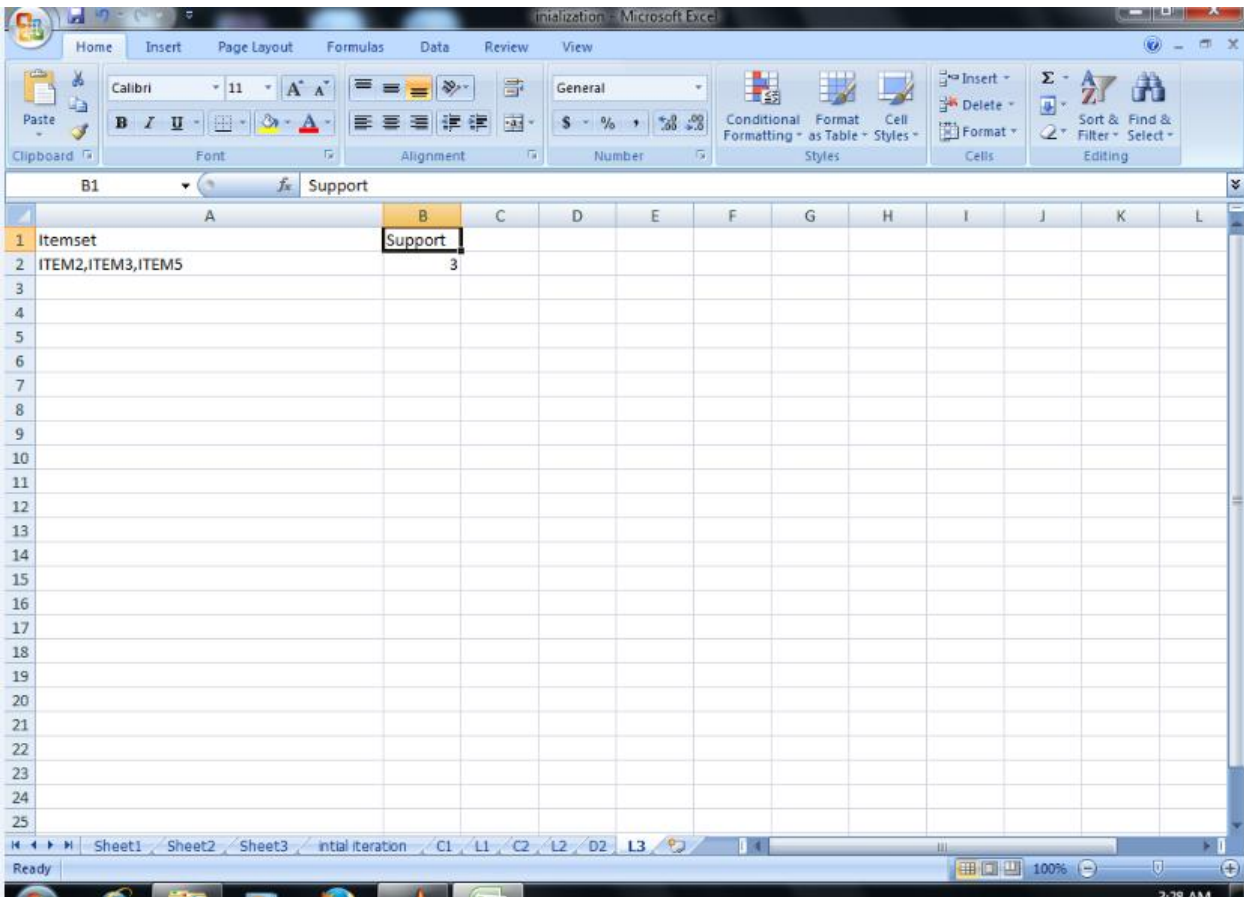 inialization - Microsoft Excel
Home Insert Page Layout Formulas Data Review View
Calibri 11 A A General Insert Σ
Paste Delete
B I U A $ % , .0 .00 Conditional Format Cell Sort & Find &
Formatting as Table Styles Format Filter Select
Clipboard Font Alignment Number Styles Cells Editing
B1 fx Support
A B C D E F G H I J K L
1 Itemset Support
2 ITEM2,ITEM3,ITEM5 3
3
4
5
6
7
8
9
10
11
12
13
14
15
16
17
18
19
20
21
22
23
24
25
Sheet1 Sheet2 Sheet3 intial iteration C1 L1 C2 L2 D2 L3
Ready 100%